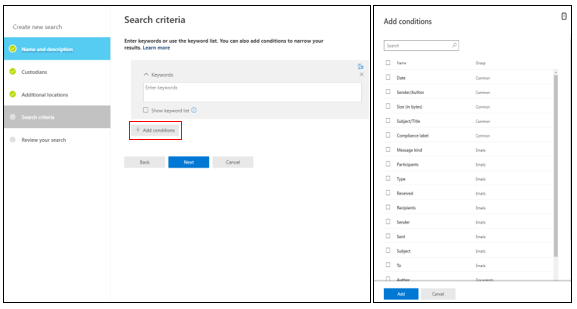 Create new search
Name and description
Custodians
Additional locations
Search criteria
Review your search
Search criteria
Enter keywords or use the keyword list. You can also add conditions to narrow your
results. Learn more
Keywords
Enter keywords
Show keyword list
+ Add conditions
Back Next Cancel
Add conditions
Search
Name Group
Date Common
Sender/Author Common
Size (in bytes) Common
Subject/Title Common
Compliance label Common
Message kind Emails
Participants Emails
Type Emails
Received Emails
Recipients Emails
Sender Emails
Sent Emails
Subject Emails
To Emails
Author Documents
Add Cancel